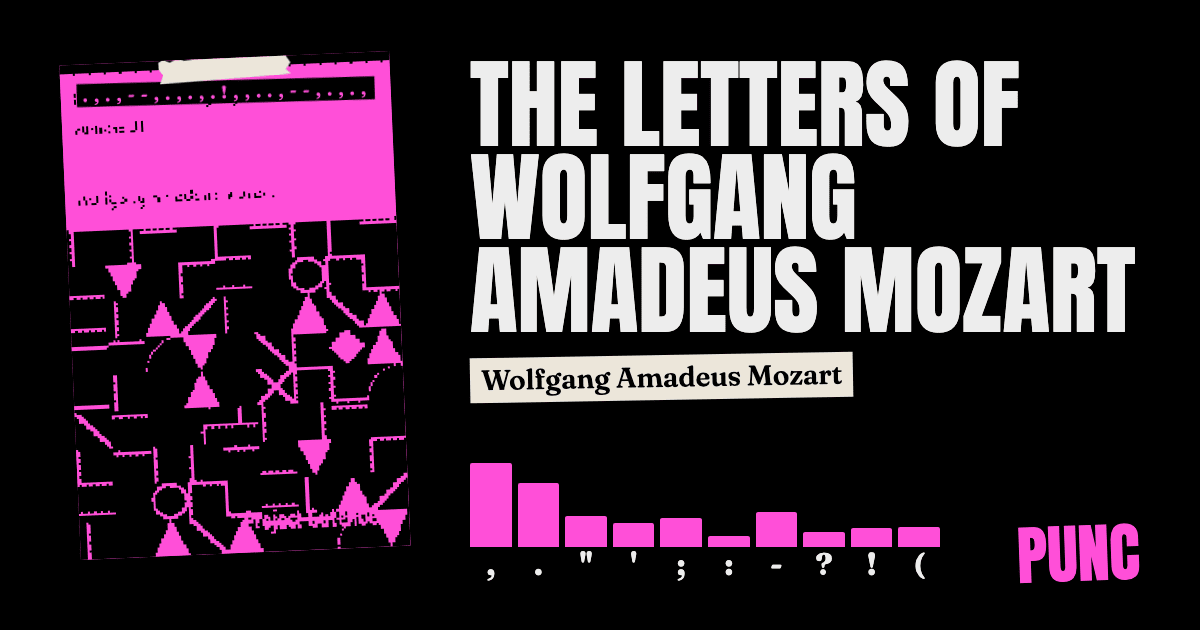 THE LETTERS OF
WOLFGANG
AMADEUS MOZART
Wolfgang Amadeus Mozart
, . " ' ; : - ? ! (
PUNC